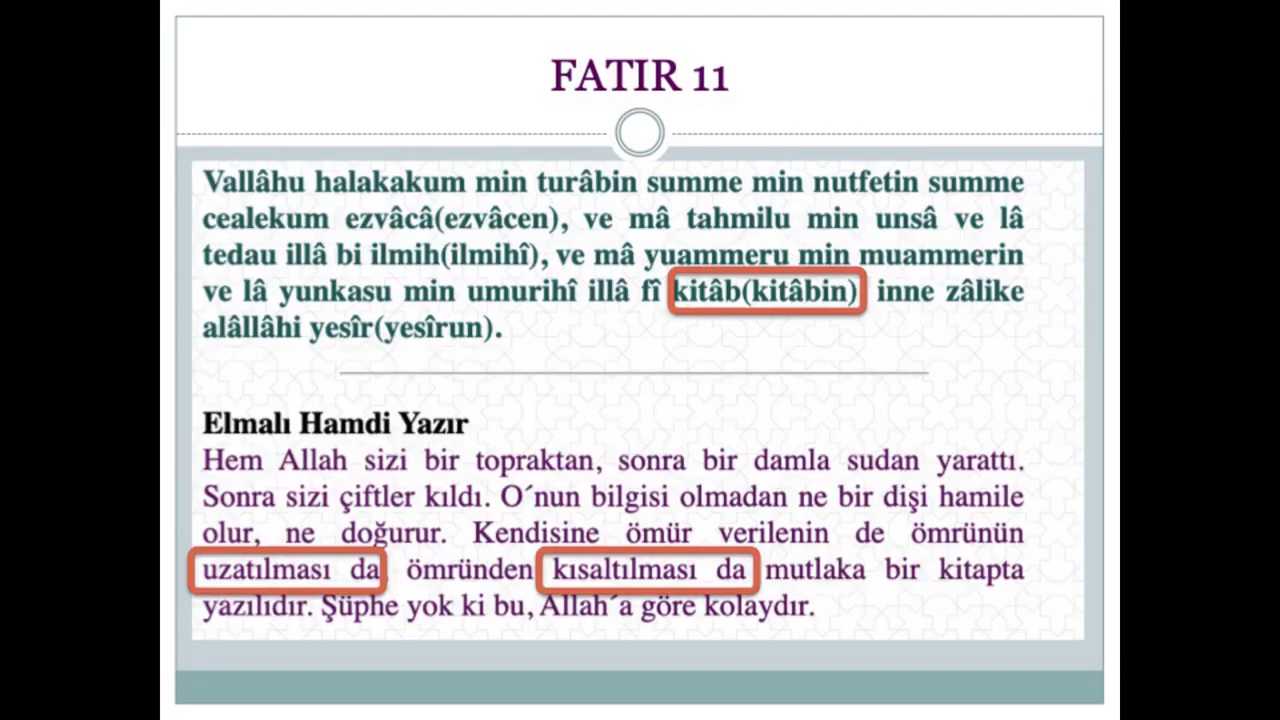 FATIR 11
Vallâhu halakakum min turâbin summe min nutfetin summe
cealekum ezvâcâ(ezvâcen), ve mâ tahmilu min unsâ ve lâ
tedau illâ bi ilmih(ilmihî), ve mâ yuammeru min muammerin
ve lâ yunkasu min umurihî illâ fî kitâb(kitâbin) inne zâlike
alâllâhi yesîr(yesîrun).
Elmalı Hamdi Yazır
Hem Allah sizi bir topraktan, sonra bir damla sudan yarattı.
Sonra sizi çiftler kıldı. O´nun bilgisi olmadan ne bir dişi hamile
olur, ne doğurur. Kendisine ömür verilenin de ömrünün
uzatılması da ömründen kısaltılması da mutlaka bir kitapta
yazılıdır. Şüphe yok ki bu, Allah´a göre kolaydır.